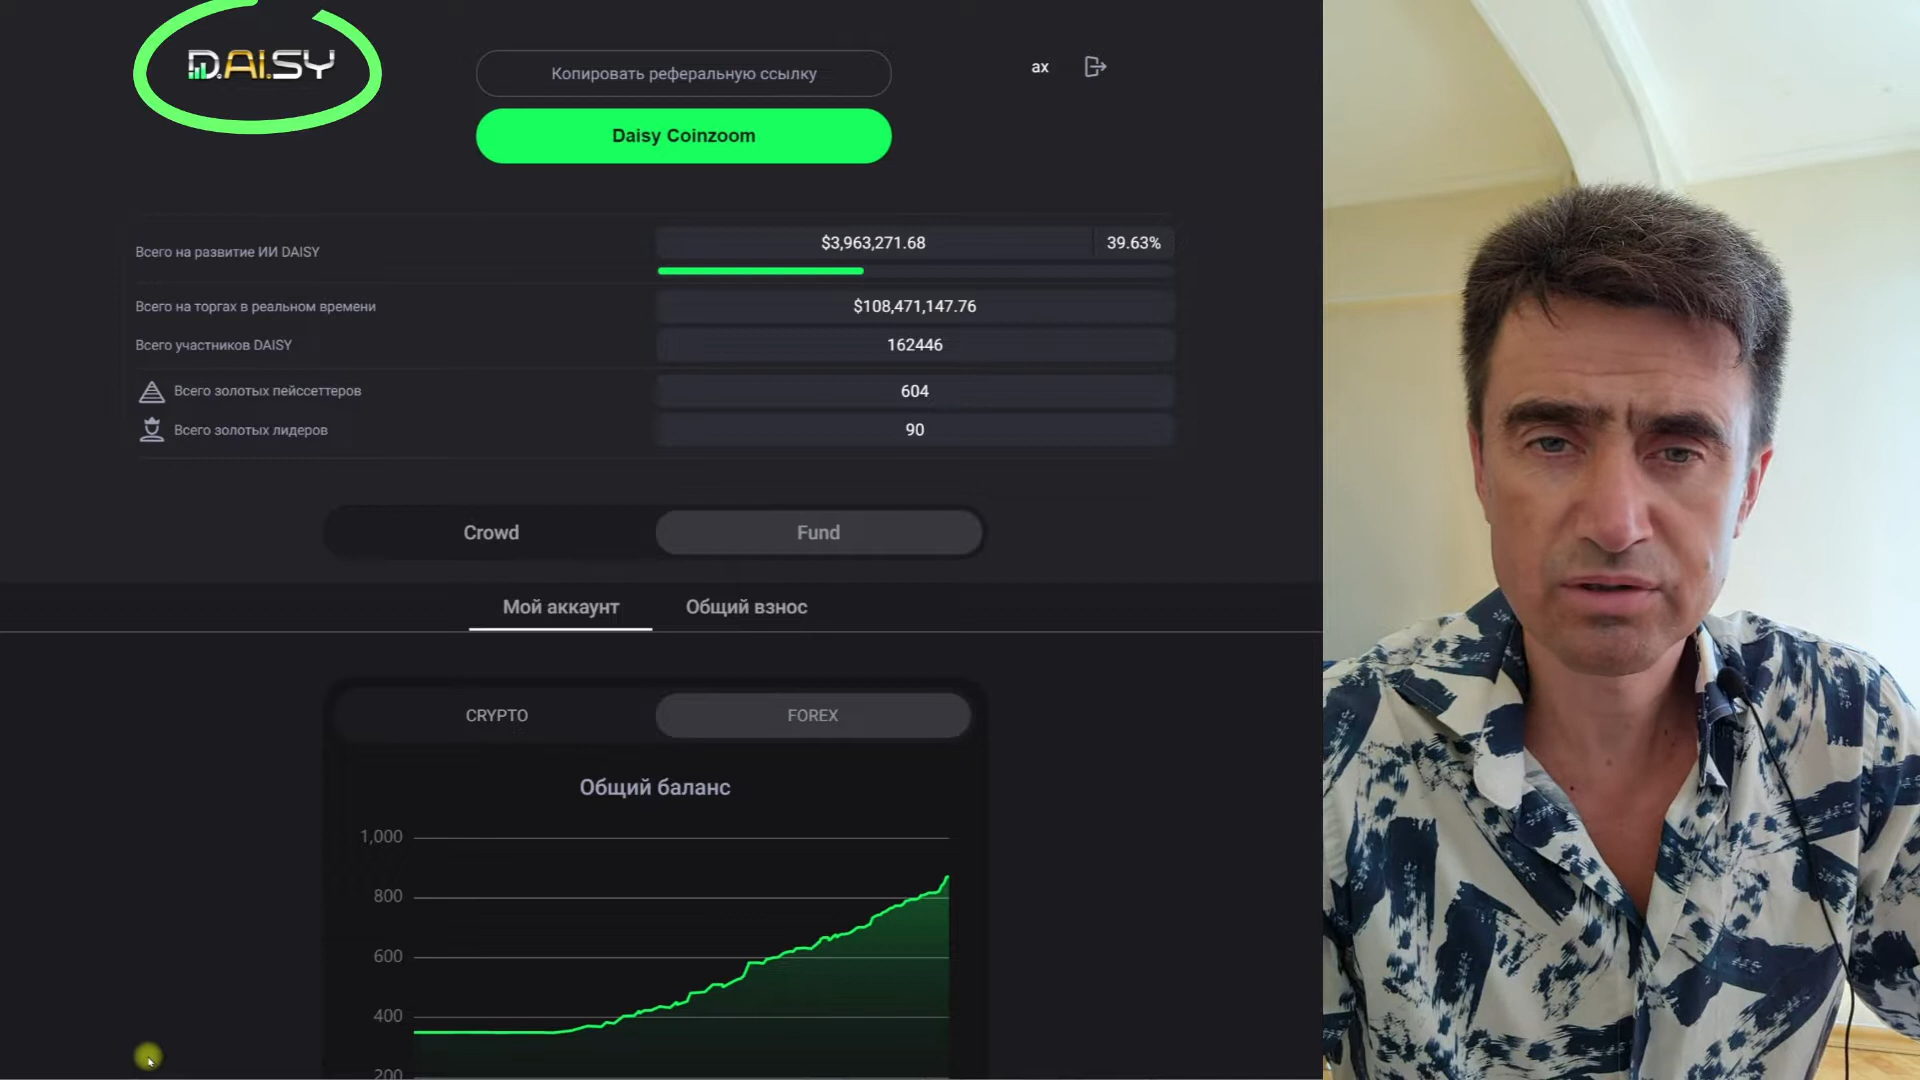 D.AI.SY
Копировать реферальную ссылку
ax
Daisy Coinzoom
Всего на развитие ИИ DAISY
$3,963,271.68
39.63%
Всего на торгах в реальном времени
$108,471,147.76
Всего участников DAISY
162446
Всего золотых пейссеттеров
604
Всего золотых лидеров
90
Crowd
Fund
Мой аккаунт
Общий взнос
CRYPTO
FOREX
Общий баланс
1,000
800
600
400
200